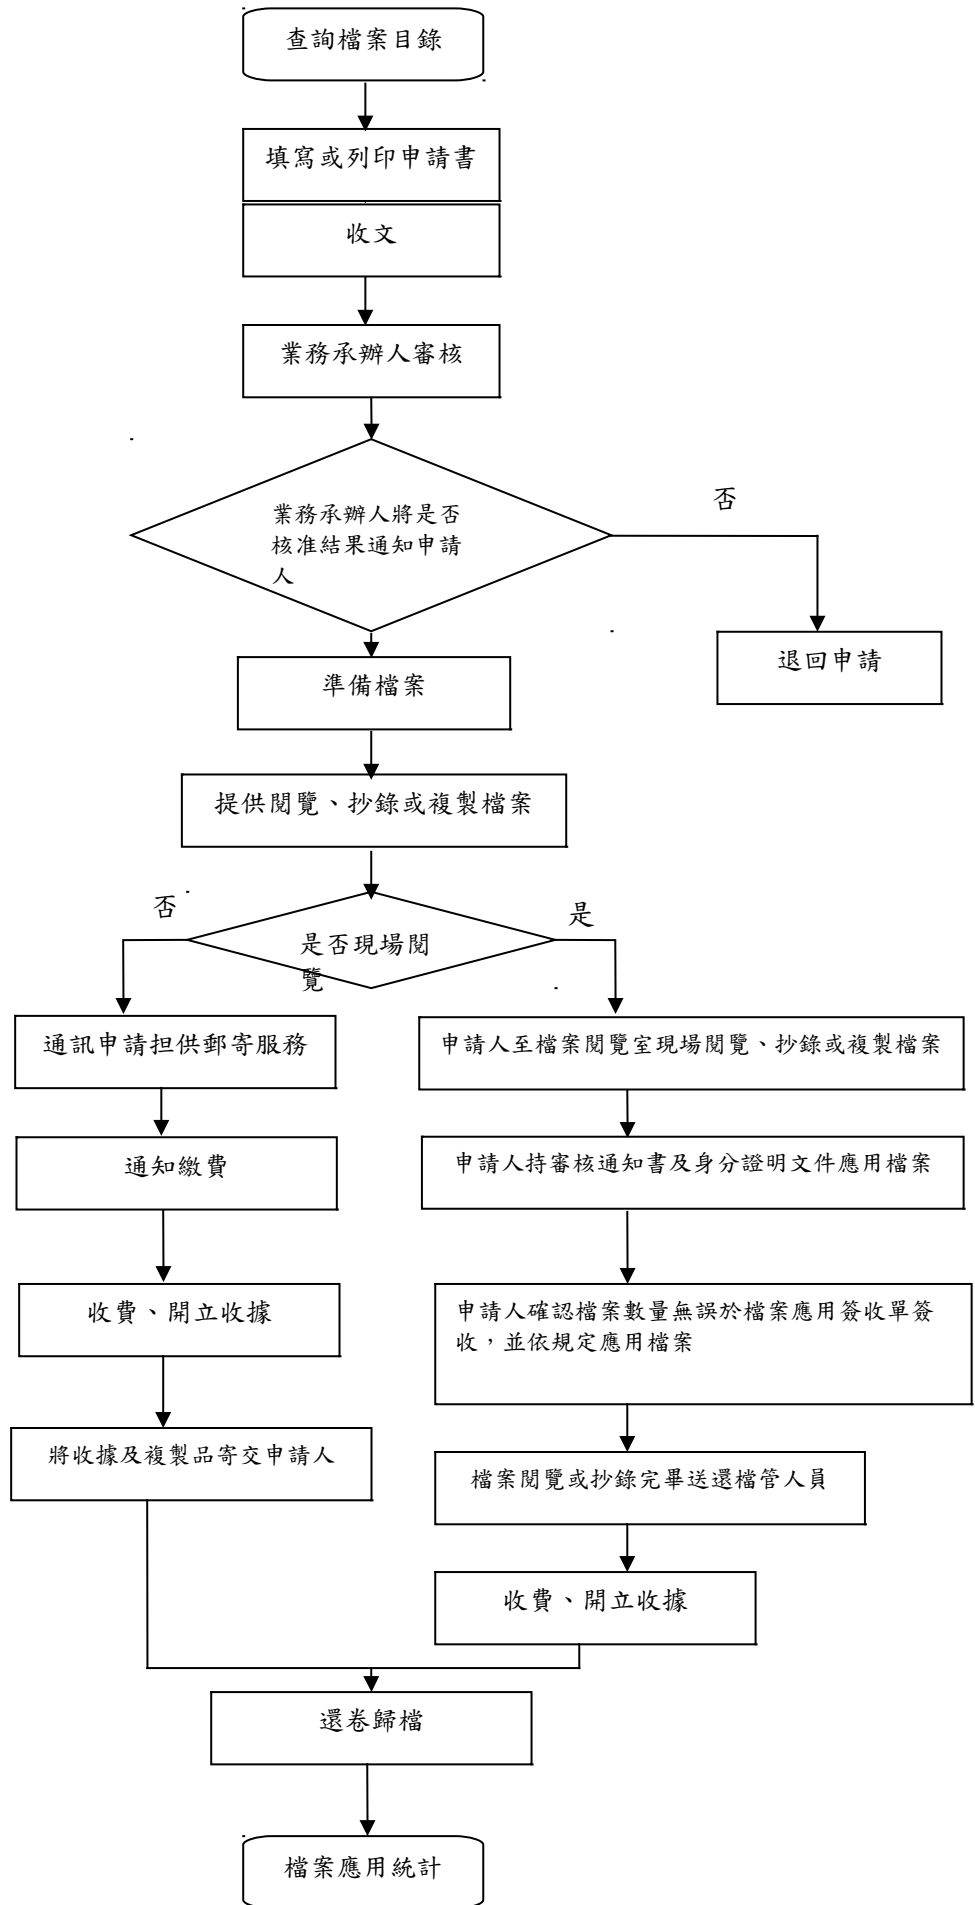 查詢檔案目錄
填寫或列印申請書
收文
業務承辦人審核
業務承辦人將是否
核准結果通知申請
人
否
退回申請
準備檔案
提供閱覽、抄錄或複製檔案
否
是
是否現場閱
覽
通訊申請担供郵寄服務
申請人至檔案閱覽室現場閱覽、抄錄或複製檔案
通知繳費
申請人持審核通知書及身分證明文件應用檔案
收費、開立收據
申請人確認檔案數量無誤於檔案應用簽收單簽
收，並依規定應用檔案
將收據及複製品寄交申請人
檔案閱覽或抄錄完畢送還檔管人員
收費、開立收據
還卷歸檔
檔案應用統計